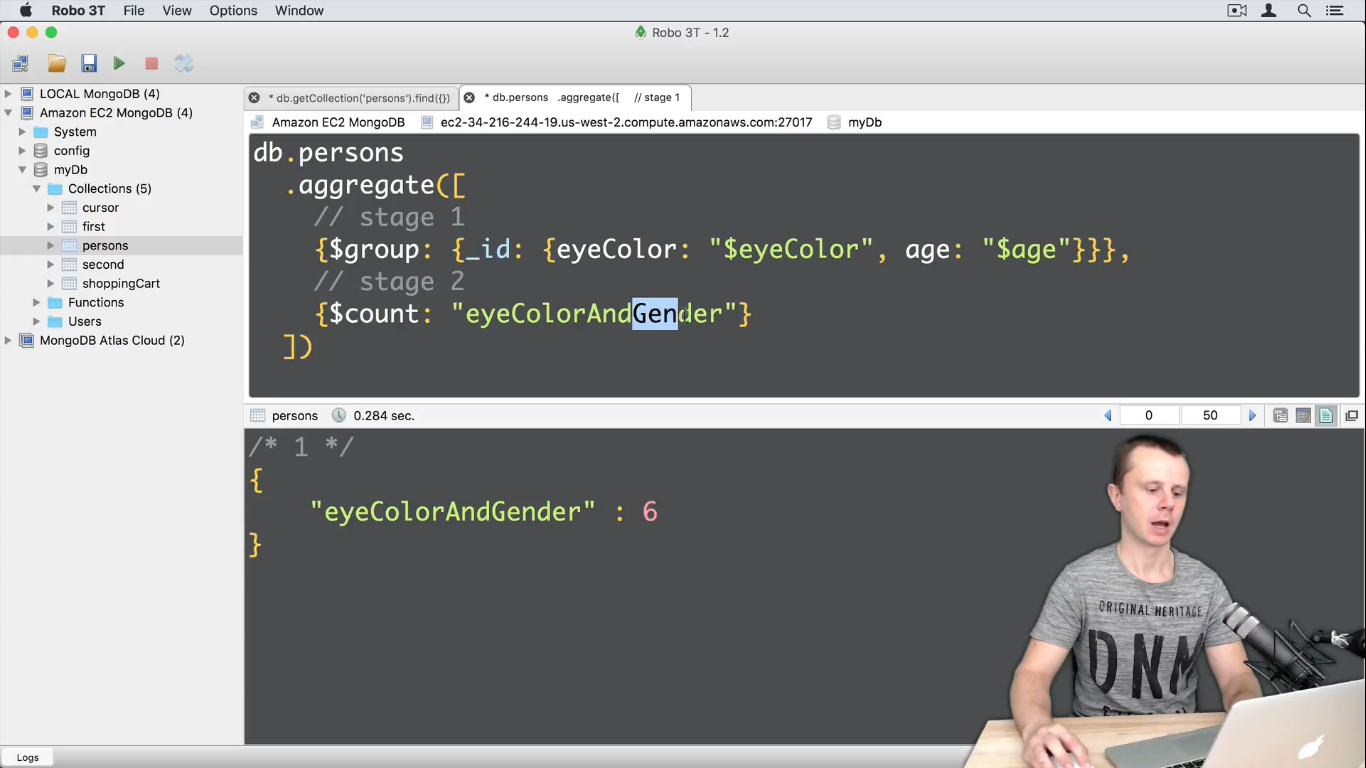 Robo 3T File View Options Window
Robo 3T - 1.2
LOCAL MongoDB (4)
Amazon EC2 MongoDB (4)
System
config
myDb
Collections (5)
cursor
first
persons
second
shoppingCart
Functions
Users
MongoDB Atlas Cloud (2)
* db.getCollection('persons').find({}) * db.persons .aggregate([ // stage 1
Amazon EC2 MongoDB ec2-34-216-244-19.us-west-2.compute.amazonaws.com:27017 myDb
db.persons
.aggregate([
// stage 1
{$group: {_id: {eyeColor: "$eyeColor", age: "$age"}}},
// stage 2
{$count: "eyeColorAndGender"}
])
persons 0.284 sec. 0 50
/* 1 */
{
"eyeColorAndGender" : 6
}
ORIGINAL HERITAGE
DNM
Logs